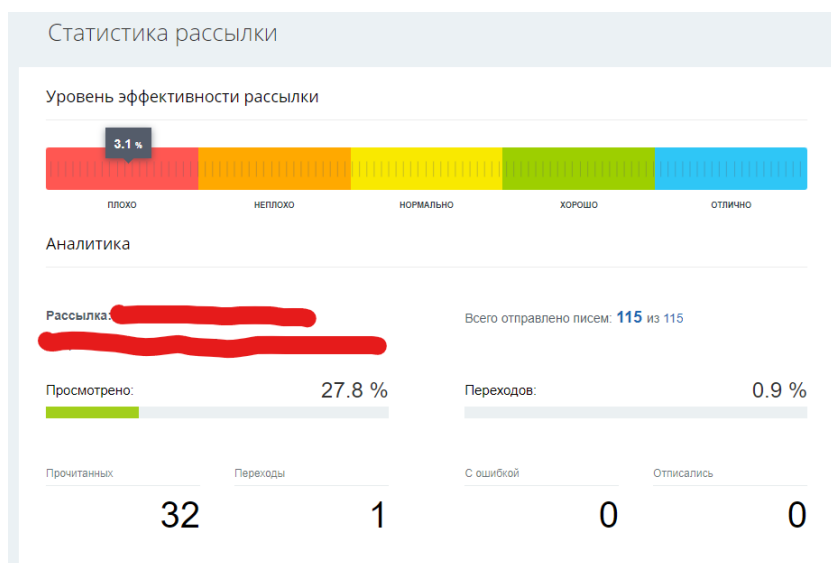 Статистика рассылки
Уровень эффективности рассылки
3.1 %
ПЛОХО НЕПЛОХО НОРМАЛЬНО ХОРОШО ОТЛИЧНО
Аналитика
Рассылка: Всего отправлено писем: 115 из 115
Просмотрено: 27.8 % Переходов: 0.9 %
Прочитанных Переходы С ошибкой Отписались
32 1 0 0